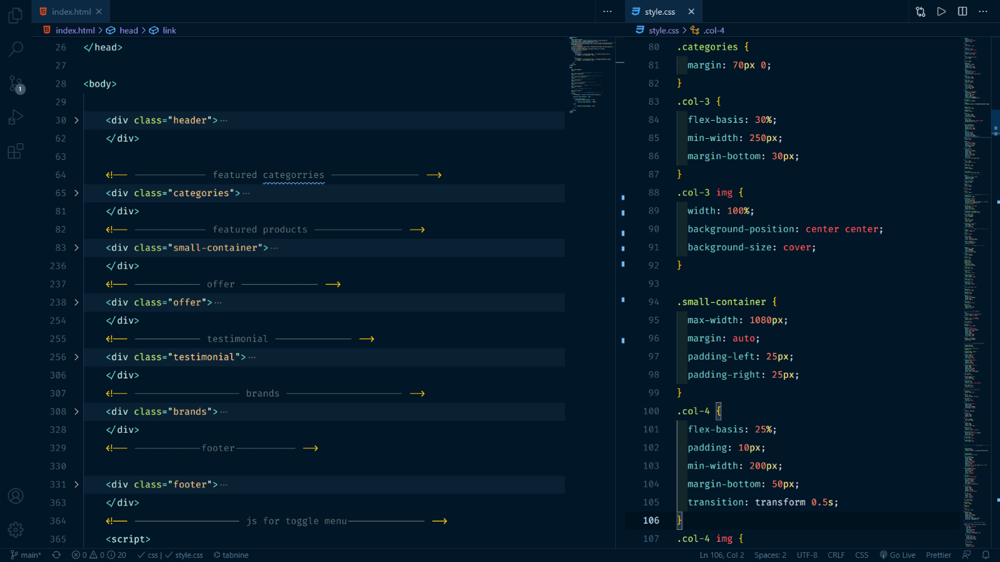 index.html
style.css
index.html > head > link
style.css > .col-4
26 </head>
27
28 <body>
29
30 <div class="header">···
62 </div>
63
64 <!-- ——————— featured categorries ——————— -->
65 <div class="categories">···
81 </div>
82 <!-- ——————— featured products ——————— -->
83 <div class="small-container">···
236 </div>
237 <!-- ——————— offer ——————— -->
238 <div class="offer">···
254 </div>
255 <!-- ——————— testimonial ——————— -->
256 <div class="testimonial">···
306 </div>
307 <!-- ——————— brands ——————— -->
308 <div class="brands">···
328 </div>
329 <!-- ———————footer——————— -->
330
331 <div class="footer">···
363 </div>
364 <!-- ——————— js for toggle menu——————— -->
365 <script>
80 .categories {
81 margin: 70px 0;
82 }
83 .col-3 {
84 flex-basis: 30%;
85 min-width: 250px;
86 margin-bottom: 30px;
87 }
88 .col-3 img {
89 width: 100%;
90 background-position: center center;
91 background-size: cover;
92 }
93
94 .small-container {
95 max-width: 1080px;
96 margin: auto;
97 padding-left: 25px;
98 padding-right: 25px;
99 }
100 .col-4 {
101 flex-basis: 25%;
102 padding: 10px;
103 min-width: 200px;
104 margin-bottom: 50px;
105 transition: transform 0.5s;
106 }
107 .col-4 img {
1
main* 0 0 20 ✓ css | ✓ style.css tabnine Ln 106, Col 2 Spaces: 2 UTF-8 CRLF CSS Go Live Prettier